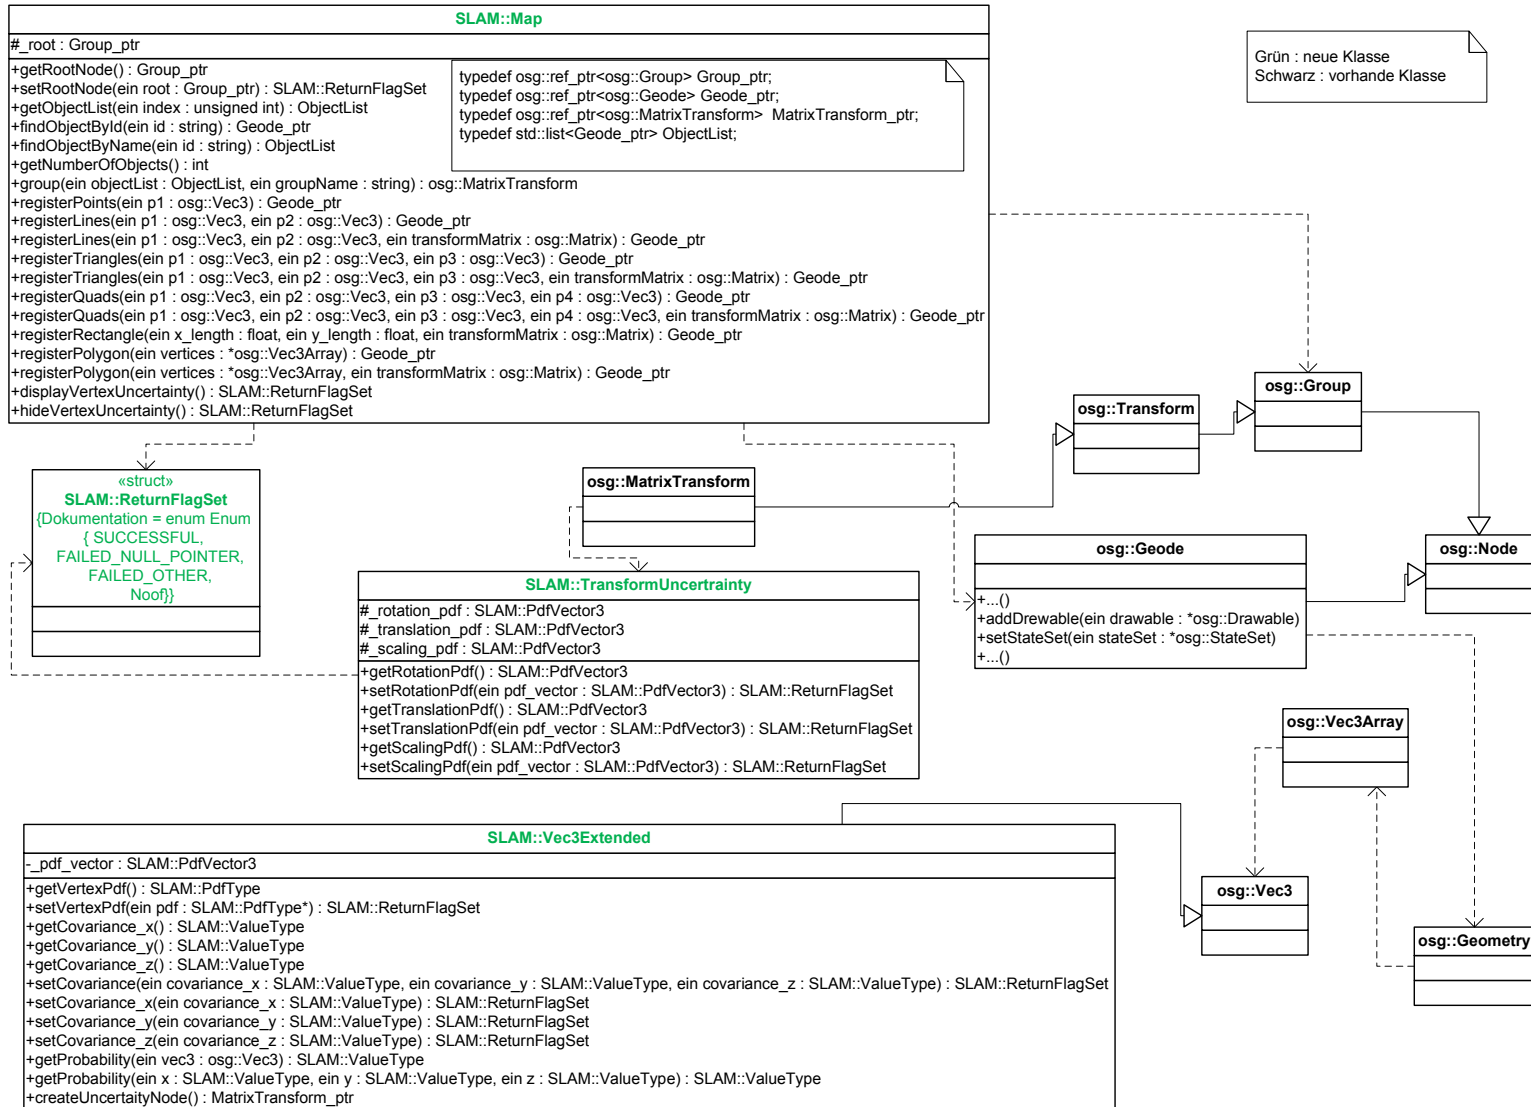 SLAM::Map
#_root : Group_ptr
+getRootNode() : Group_ptr
+setRootNode(ein root : Group_ptr) : SLAM::ReturnFlagSet
+getObjectList(ein index : unsigned int) : ObjectList
+findObjectById(ein id : string) : Geode_ptr
+findObjectByName(ein id : string) : ObjectList
+getNumberOfObjects() : int
+group(ein objectList : ObjectList, ein groupName : string) : osg::MatrixTransform
+registerPoints(ein p1 : osg::Vec3) : Geode_ptr
+registerLines(ein p1 : osg::Vec3, ein p2 : osg::Vec3) : Geode_ptr
+registerLines(ein p1 : osg::Vec3, ein p2 : osg::Vec3, ein transformMatrix : osg::Matrix) : Geode_ptr
+registerTriangles(ein p1 : osg::Vec3, ein p2 : osg::Vec3, ein p3 : osg::Vec3) : Geode_ptr
+registerTriangles(ein p1 : osg::Vec3, ein p2 : osg::Vec3, ein p3 : osg::Vec3, ein transformMatrix : osg::Matrix) : Geode_ptr
+registerQuads(ein p1 : osg::Vec3, ein p2 : osg::Vec3, ein p3 : osg::Vec3, ein p4 : osg::Vec3) : Geode_ptr
+registerQuads(ein p1 : osg::Vec3, ein p2 : osg::Vec3, ein p3 : osg::Vec3, ein p4 : osg::Vec3, ein transformMatrix : osg::Matrix) : Geode_ptr
+registerRectangle(ein x_length : float, ein y_length : float, ein transformMatrix : osg::Matrix) : Geode_ptr
+registerPolygon(ein vertices : *osg::Vec3Array) : Geode_ptr
+registerPolygon(ein vertices : *osg::Vec3Array, ein transformMatrix : osg::Matrix) : Geode_ptr
+displayVertexUncertainty() : SLAM::ReturnFlagSet
+hideVertexUncertainty() : SLAM::ReturnFlagSet
typedef osg::ref_ptr<osg::Group> Group_ptr;
typedef osg::ref_ptr<osg::Geode> Geode_ptr;
typedef osg::ref_ptr<osg::MatrixTransform> MatrixTransform_ptr;
typedef std::list<Geode_ptr> ObjectList;
Grün : neue Klasse
Schwarz : vorhande Klasse
osg::Group
osg::Transform
«struct»
SLAM::ReturnFlagSet
{Dokumentation = enum Enum
{ SUCCESSFUL,
FAILED_NULL_POINTER,
FAILED_OTHER,
Noof}}
osg::MatrixTransform
osg::Geode
+...()
+addDrewable(ein drawable : *osg::Drawable)
+setStateSet(ein stateSet : *osg::StateSet)
+...()
osg::Node
SLAM::TransformUncertrainty
#_rotation_pdf : SLAM::PdfVector3
#_translation_pdf : SLAM::PdfVector3
#_scaling_pdf : SLAM::PdfVector3
+getRotationPdf() : SLAM::PdfVector3
+setRotationPdf(ein pdf_vector : SLAM::PdfVector3) : SLAM::ReturnFlagSet
+getTranslationPdf() : SLAM::PdfVector3
+setTranslationPdf(ein pdf_vector : SLAM::PdfVector3) : SLAM::ReturnFlagSet
+getScalingPdf() : SLAM::PdfVector3
+setScalingPdf(ein pdf_vector : SLAM::PdfVector3) : SLAM::ReturnFlagSet
osg::Vec3Array
SLAM::Vec3Extended
-_pdf_vector : SLAM::PdfVector3
+getVertexPdf() : SLAM::PdfType
+setVertexPdf(ein pdf : SLAM::PdfType*) : SLAM::ReturnFlagSet
+getCovariance_x() : SLAM::ValueType
+getCovariance_y() : SLAM::ValueType
+getCovariance_z() : SLAM::ValueType
+setCovariance(ein covariance_x : SLAM::ValueType, ein covariance_y : SLAM::ValueType, ein covariance_z : SLAM::ValueType) : SLAM::ReturnFlagSet
+setCovariance_x(ein covariance_x : SLAM::ValueType) : SLAM::ReturnFlagSet
+setCovariance_y(ein covariance_y : SLAM::ValueType) : SLAM::ReturnFlagSet
+setCovariance_z(ein covariance_z : SLAM::ValueType) : SLAM::ReturnFlagSet
+getProbability(ein vec3 : osg::Vec3) : SLAM::ValueType
+getProbability(ein x : SLAM::ValueType, ein y : SLAM::ValueType, ein z : SLAM::ValueType) : SLAM::ValueType
+createUncertaityNode() : MatrixTransform_ptr
osg::Vec3
osg::Geometry